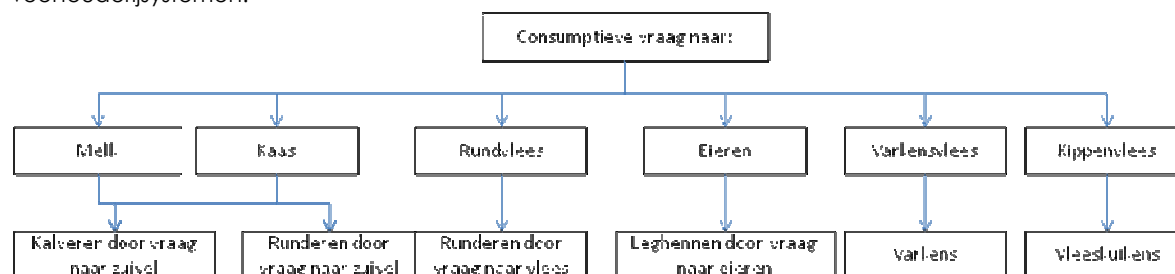 veehouderijsystemen.
Consumptieve vraag naar:
Melk
Kaas
Rundvlees
Eieren
Varkensvlees
Kippenvlees
Kalveren door vraag
naar zuivel
Runderen door
vraag naar zuivel
Runderen door
vraag naar vlees
Leghennen door vraag
naar eieren
Varkens
Vleeskuikens